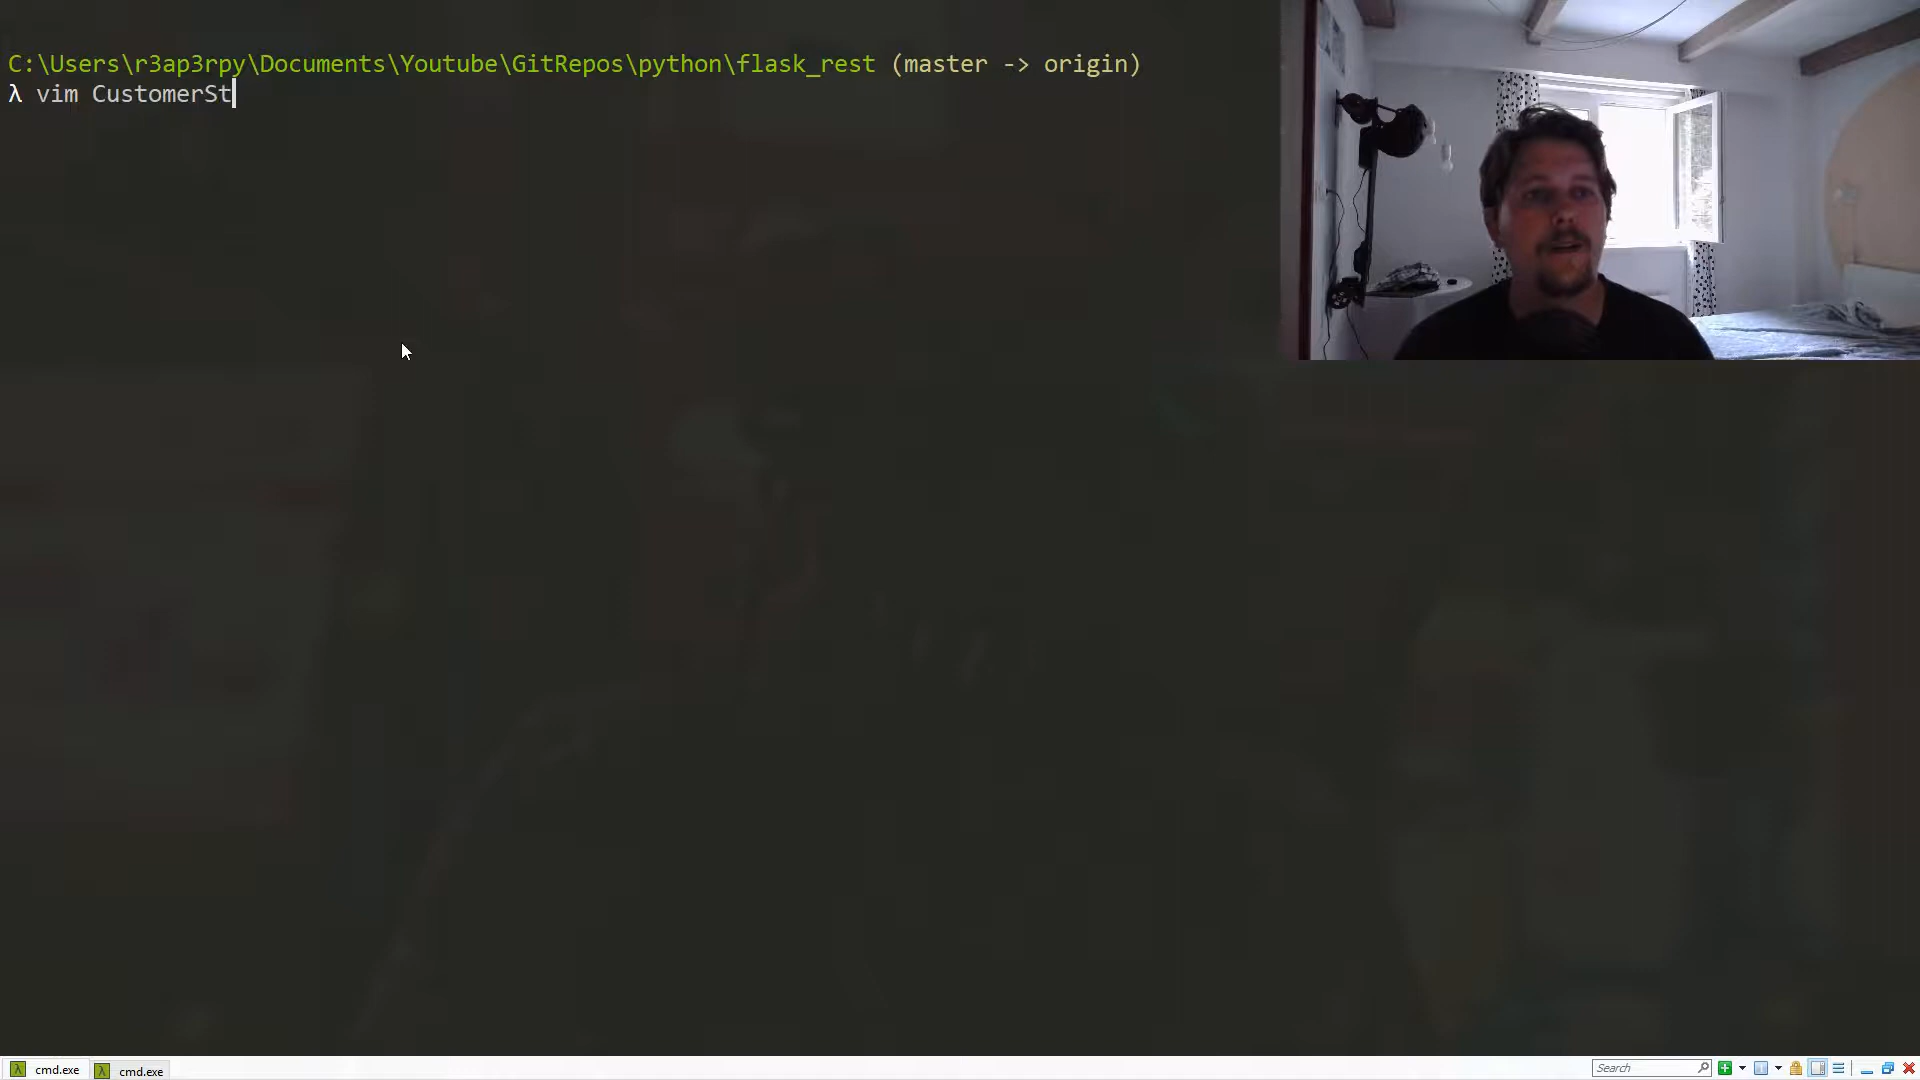 C:\Users\r3ap3rpy\Documents\Youtube\GitRepos\python\flask_rest (master -> origin)
λ vim CustomerSt
λ cmd.exe
λ cmd.exe
Search